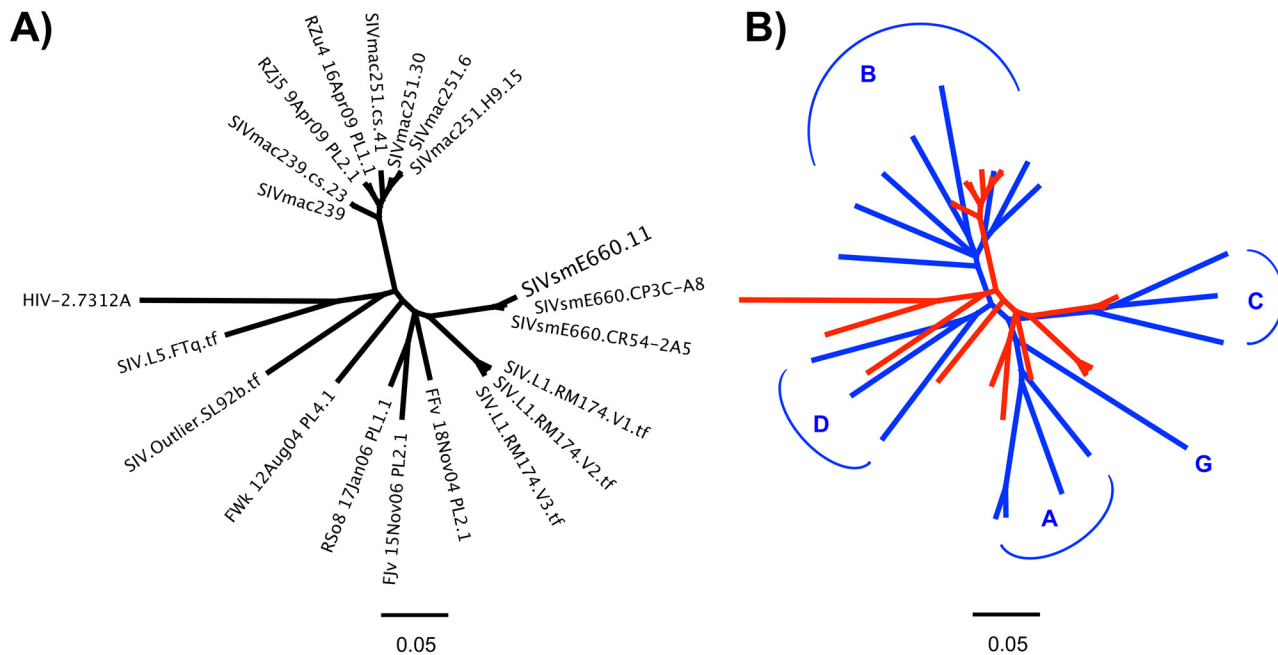 A)
SIVmac239
SIVmac239.cs.23
RZj5 9Apr09 PL2.1
RZu4 16Apr09 PL1.1
SIVmac251.cs.41
SIVmac251.30
SIVmac251.6
SIVmac251.H9.15
SIVsmE660.11
SIVsmE660.CP3C-A8
SIVsmE660.CR54-2A5
SIV.L1.RM174.V1.tf
SIV.L1.RM174.V2.tf
SIV.L1.RM174.V3.tf
FFv 18Nov04 PL2.1
FJv 15Nov06 PL2.1
RSo8 17Jan06 PL1.1
FWk 12Aug04 PL4.1
SIV.Outlier.SL92b.tf
SIV.L5.FTq.tf
HIV-2.7312A
0.05
B)
B
C
G
A
D
0.05